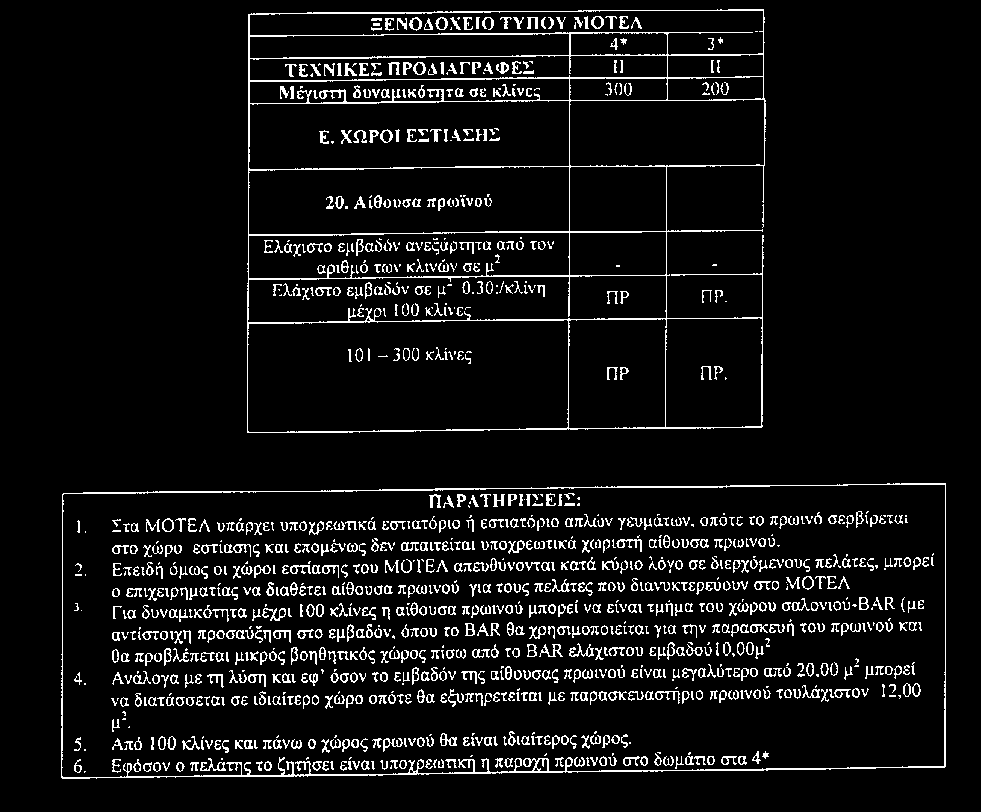 ΞΕΝΟΔΟΧΕΙΟ ΤΥΠΟΥ ΜΟΤΕΛ
4* 3*
ΤΕΧΝΙΚΕΣ ΠΡΟΔΙΑΓΡΑΦΕΣ Π Π
Μέγιστη δυναμικότητα σε κλίνες 300 200
Ε. ΧΩΡΟΙ ΕΣΤΙΑΣΗΣ
20. Αίθουσα πρωϊνού
Ελάχιστο εμβαδόν ανεξάρτητα από τον
αριθμό των κλινών σε μ² - -
Ελάχιστο εμβαδόν σε μ² 0.30:/κλίνη
μέχρι 100 κλίνες ΠΡ ΠΡ.
101 – 300 κλίνες
ΠΡ ΠΡ.
ΠΑΡΑΤΗΡΗΣΕΙΣ:
1. Στα ΜΟΤΕΛ υπάρχει υποχρεωτικά εστιατόριο ή εστιατόριο απλών γευμάτων, οπότε το πρωινό σερβίρεται
στο χώρο εστίασης και επομένως δεν απαιτείται υποχρεωτικά χωριστή αίθουσα πρωινού.
2. Επειδή όμως οι χώροι εστίασης του ΜΟΤΕΛ απευθύνονται κατά κύριο λόγο σε διερχόμενους πελάτες, μπορεί
ο επιχειρηματίας να διαθέτει αίθουσα πρωινού για τους πελάτες που διανυκτερεύουν στο ΜΟΤΕΛ
3. Για δυναμικότητα μέχρι 100 κλίνες η αίθουσα πρωινού μπορεί να είναι τμήμα του χώρου σαλονιού-BAR (με
αντίστοιχη προσαύξηση στο εμβαδόν, όπου το BAR θα χρησιμοποιείται για την παρασκευή του πρωινού και
θα προβλέπεται μικρός βοηθητικός χώρος πίσω από το BAR ελάχιστου εμβαδού10,00μ²
4. Ανάλογα με τη λύση και εφ' όσον το εμβαδόν της αίθουσας πρωινού είναι μεγαλύτερο από 20,00 μ² μπορεί
να διατάσσεται σε ιδιαίτερο χώρο οπότε θα εξυπηρετείται με παρασκευαστήριο πρωινού τουλάχιστον 12,00
μ².
5. Από 100 κλίνες και πάνω ο χώρος πρωινού θα είναι ιδιαίτερος χώρος.
6. Εφόσον ο πελάτης το ζητήσει είναι υποχρεωτική η παροχή πρωινού στο δωμάτιο στα 4*